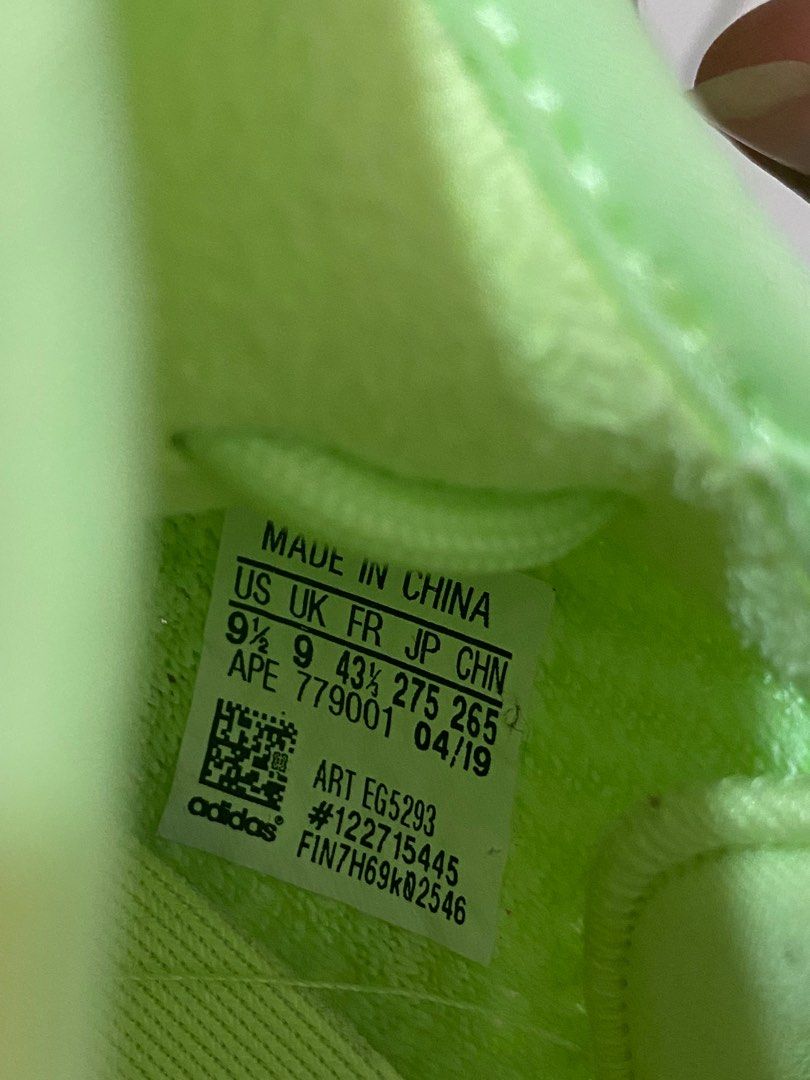 MADE IN CHINA
US UK FR JP CHN
9½ 9 43⅓ 275 265
APE 779001 04/19
ART EG5293
#122715445
FIN7H69k02546
adidas®